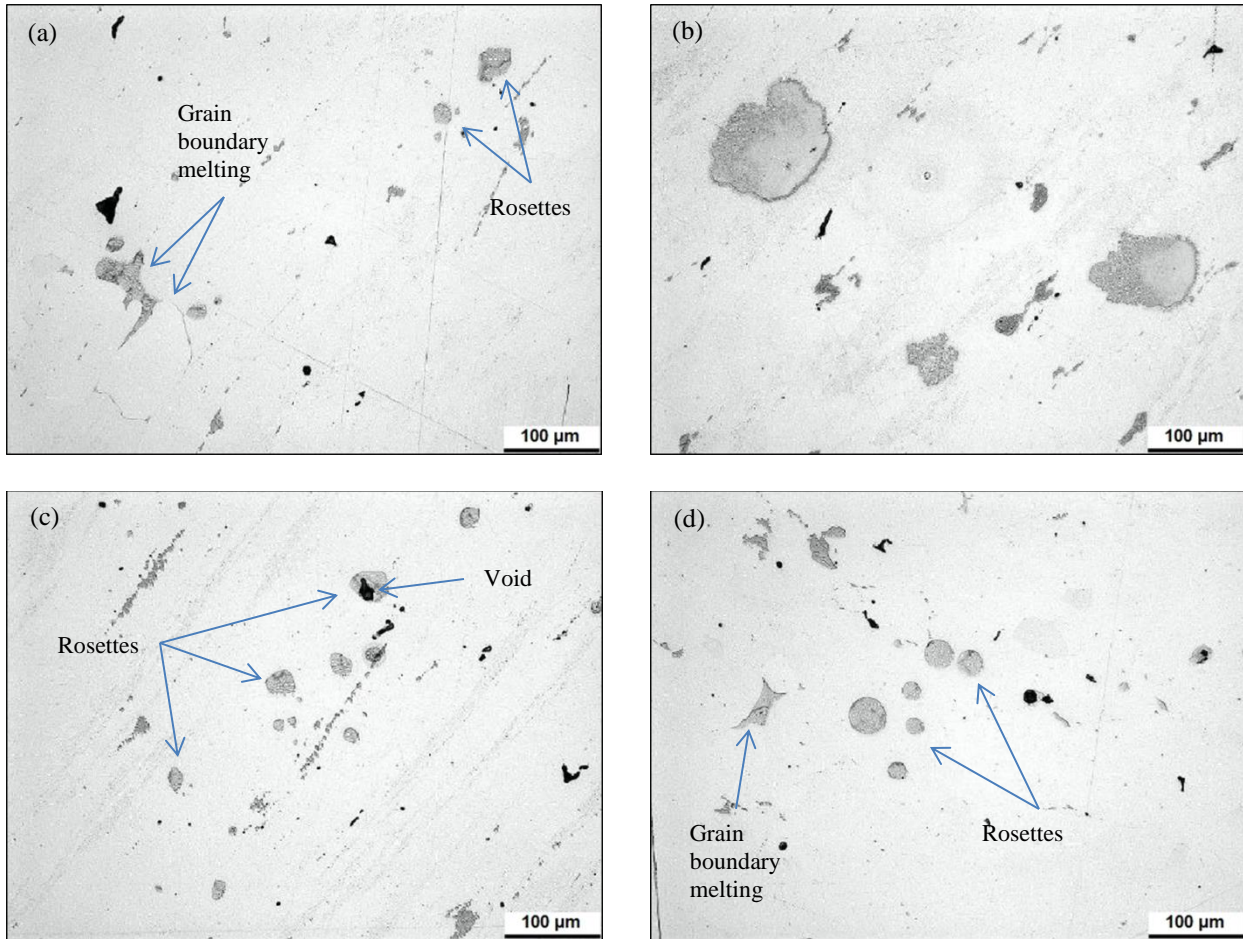 (a)
Grain
boundary
melting
Rosettes
100 µm
(b)
100 µm
(c)
Void
Rosettes
100 µm
(d)
Grain
boundary
melting
Rosettes
100 µm